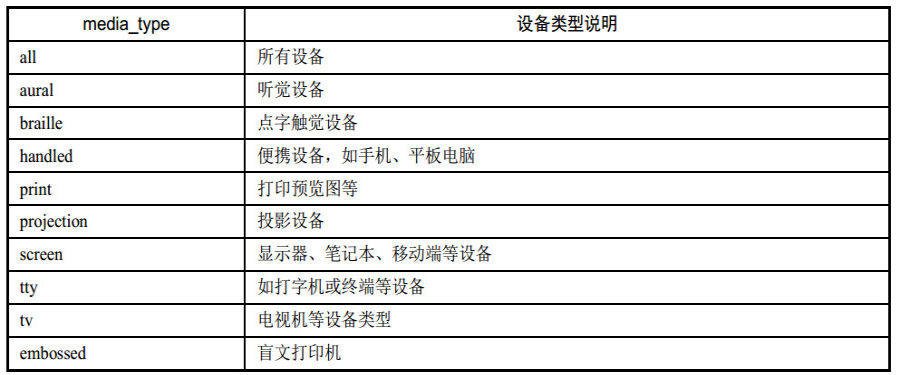 media_type 设备类型说明
all 所有设备
aural 听觉设备
braille 点字触觉设备
handled 便携设备，如手机、平板电脑
print 打印预览图等
projection 投影设备
screen 显示器、笔记本、移动端等设备
tty 如打字机或终端等设备
tv 电视机等设备类型
embossed 盲文打印机